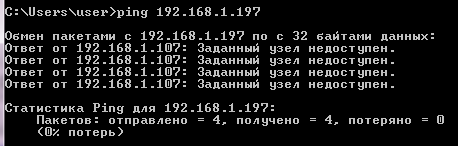 C:\Users\user>ping 192.168.1.197
Обмен пакетами с 192.168.1.197 по с 32 байтами данных:
Ответ от 192.168.1.107: Заданный узел недоступен.
Ответ от 192.168.1.107: Заданный узел недоступен.
Ответ от 192.168.1.107: Заданный узел недоступен.
Ответ от 192.168.1.107: Заданный узел недоступен.
Статистика Ping для 192.168.1.197:
Пакетов: отправлено = 4, получено = 4, потеряно = 0
(0% потерь)